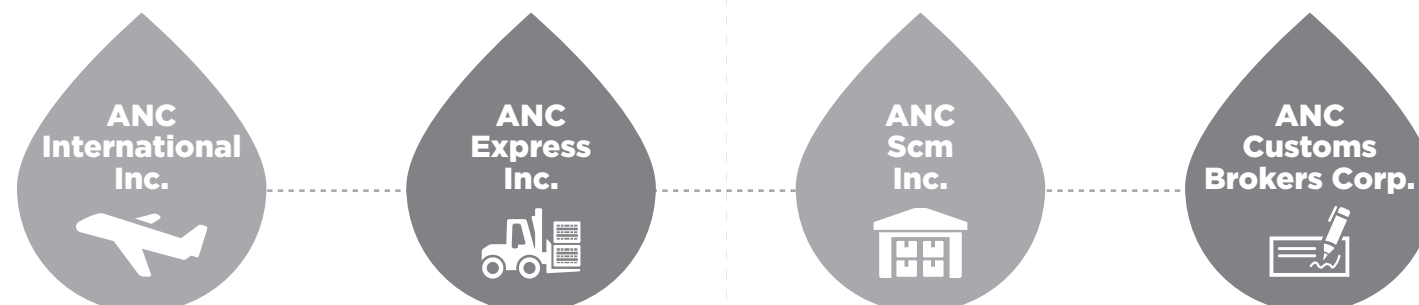 ANC
International
Inc.
ANC
Express
Inc.
ANC
Scm
Inc.
ANC
Customs
Brokers Corp.